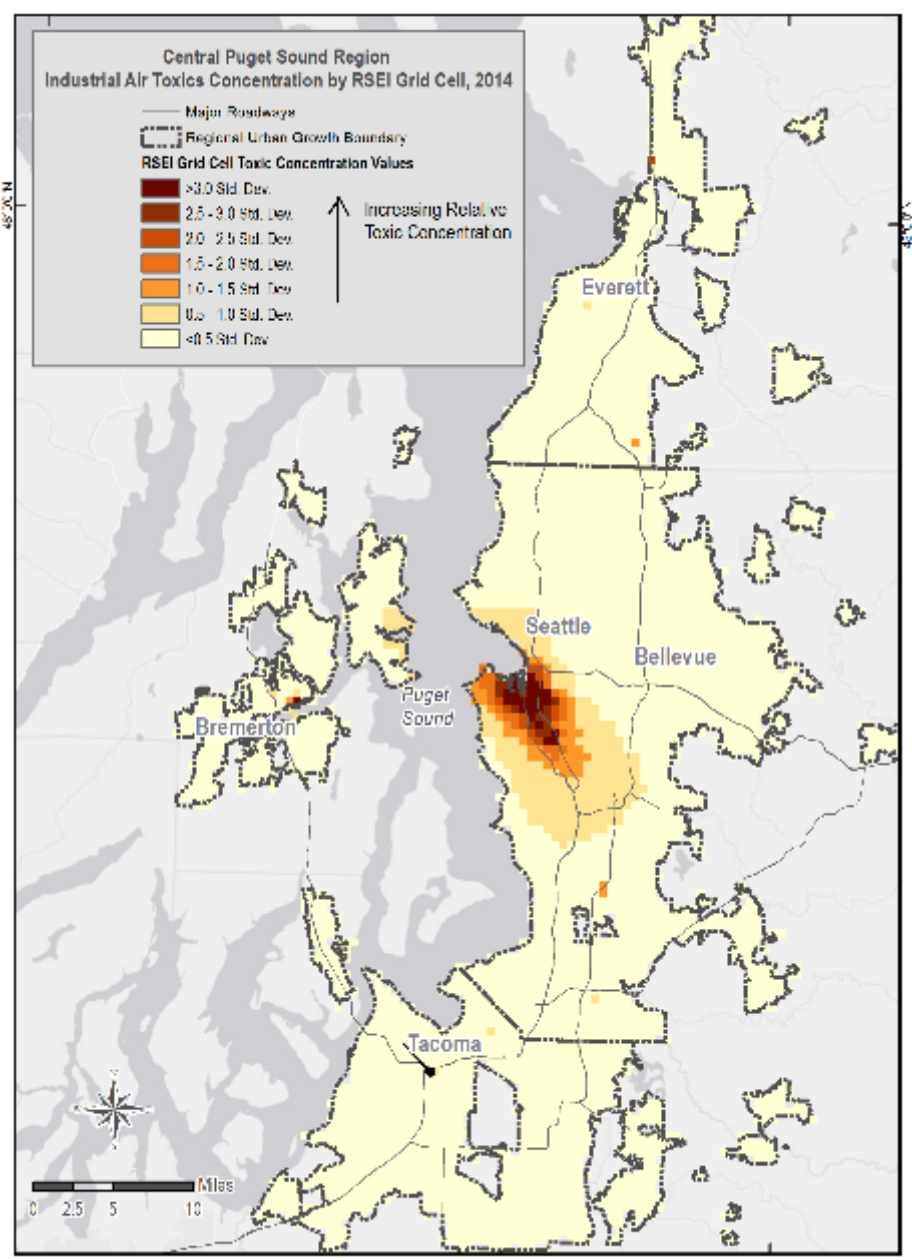 Central Puget Sound Region
Industrial Air Toxics Concentration by RSEI Grid Cell, 2014
Major Roadways
Regional Urban Growth Boundary
RSEI Grid Cell Toxic Concentration Values
>3.0 Std. Dev.
2.5 - 3.0 Std. Dev.
2.0 - 2.5 Std. Dev.
1.5 - 2.0 Std. Dev.
1.0 - 1.5 Std. Dev.
0.5 - 1.0 Std. Dev.
<0.5 Std. Dev.
Increasing Relative
Toxic Concentration
Everett
Seattle
Bellevue
Puget
Sound
Bremerton
Tacoma
Miles
0 2.5 5 10